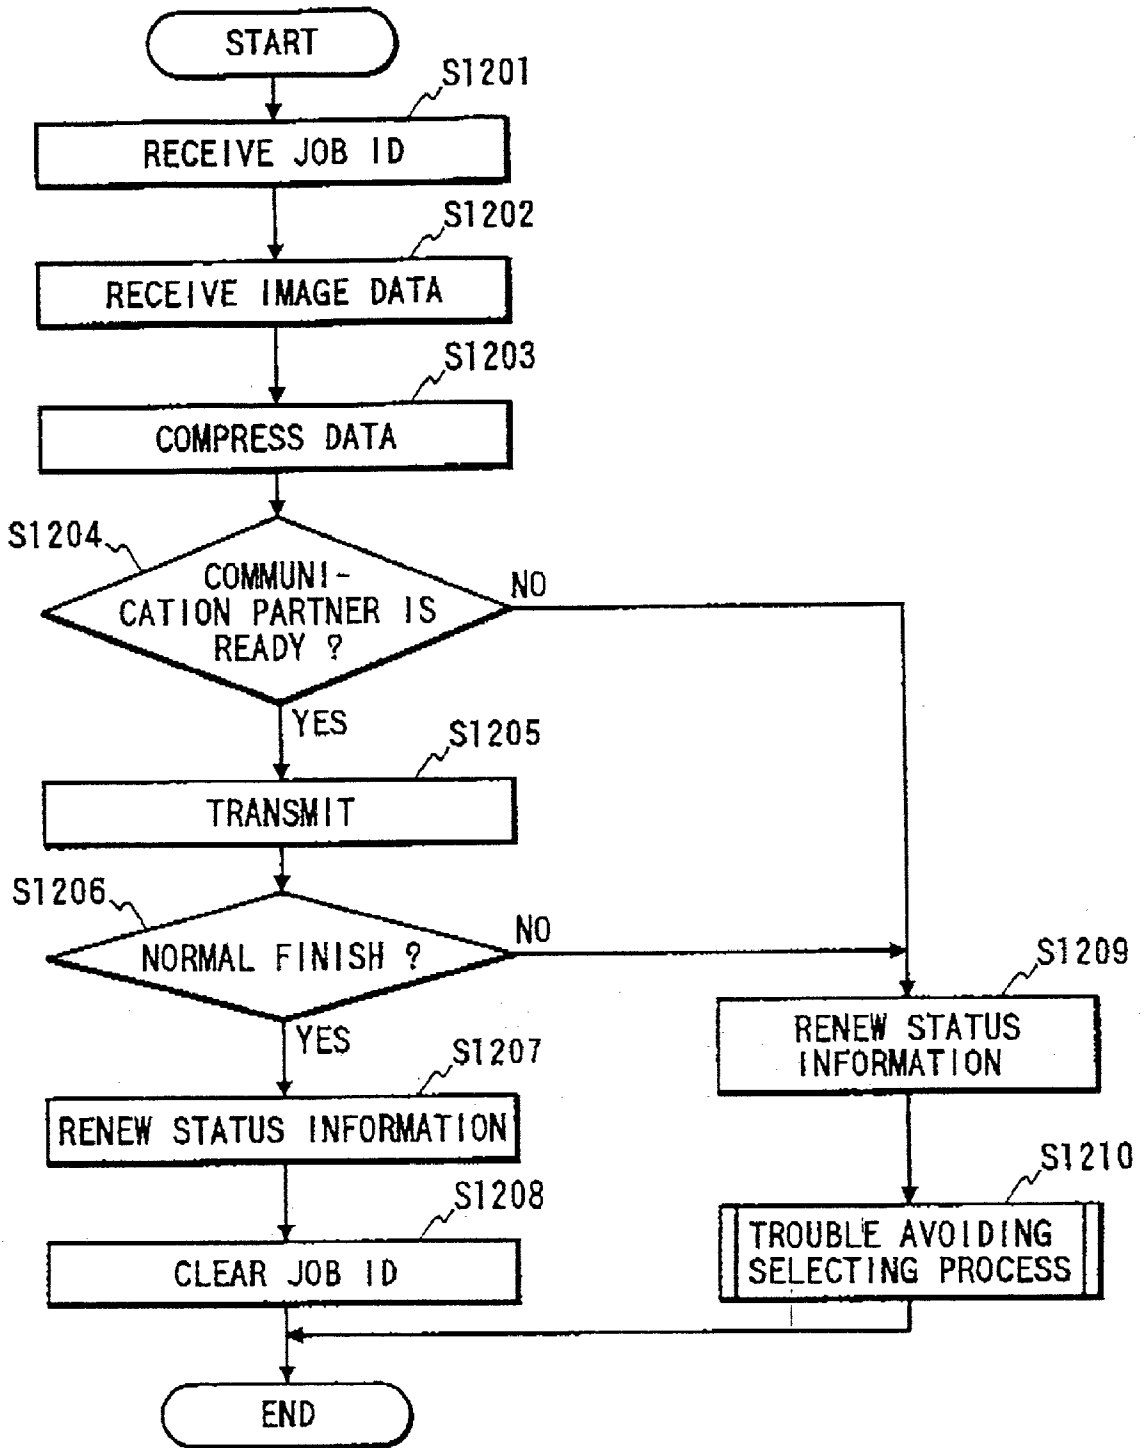 START
S1201
RECEIVE JOB ID
S1202
RECEIVE IMAGE DATA
S1203
COMPRESS DATA
S1204
COMMUNI-
CATION PARTNER IS
READY ?
NO
YES
S1205
TRANSMIT
S1206
NORMAL FINISH ?
NO
YES
S1207
RENEW STATUS INFORMATION
S1208
CLEAR JOB ID
S1209
RENEW STATUS
INFORMATION
S1210
TROUBLE AVOIDING
SELECTING PROCESS
END